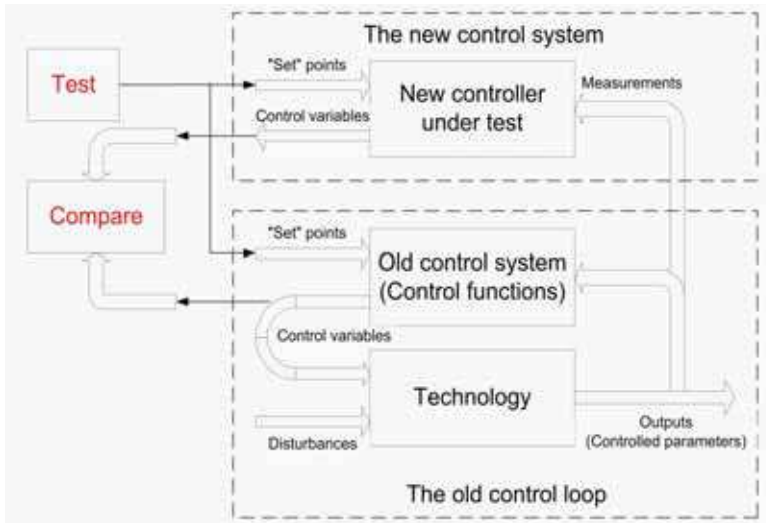 The new control system
"Set" points
Test
New controller
under test
Measurements
Control variables
Compare
"Set" points
Old control system
(Control functions)
Control variables
Technology
Disturbances
Outputs
(Controlled parameters)
The old control loop